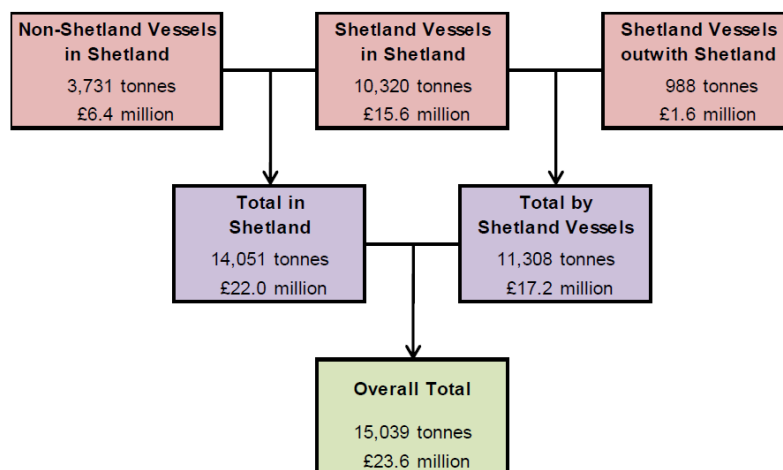 Non-Shetland Vessels
in Shetland
3,731 tonnes
£6.4 million
Shetland Vessels
in Shetland
10,320 tonnes
£15.6 million
Shetland Vessels
outwith Shetland
988 tonnes
£1.6 million
Total in
Shetland
14,051 tonnes
£22.0 million
Total by
Shetland Vessels
11,308 tonnes
£17.2 million
Overall Total
15,039 tonnes
£23.6 million